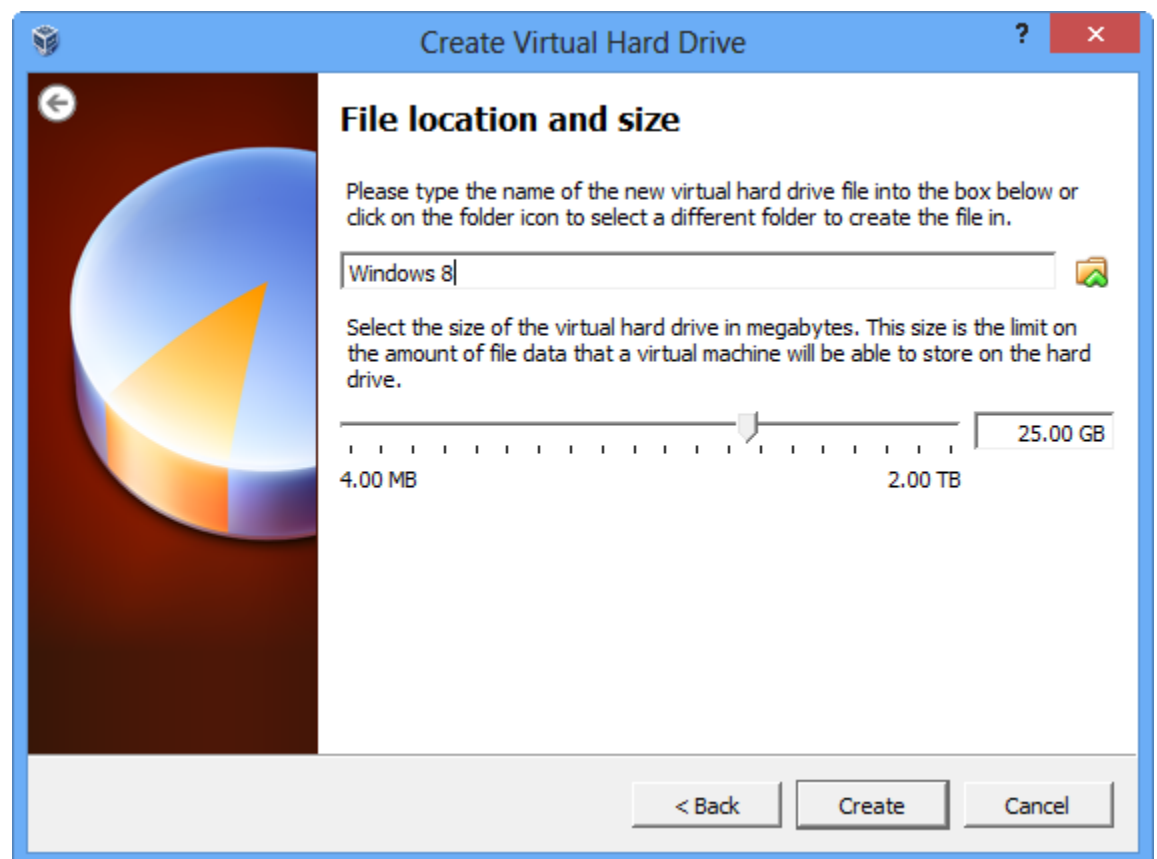 Create Virtual Hard Drive
?
File location and size
Please type the name of the new virtual hard drive file into the box below or
click on the folder icon to select a different folder to create the file in.
Windows 8
Select the size of the virtual hard drive in megabytes. This size is the limit on
the amount of file data that a virtual machine will be able to store on the hard
drive.
25.00 GB
4.00 MB 2.00 TB
< Back Create Cancel